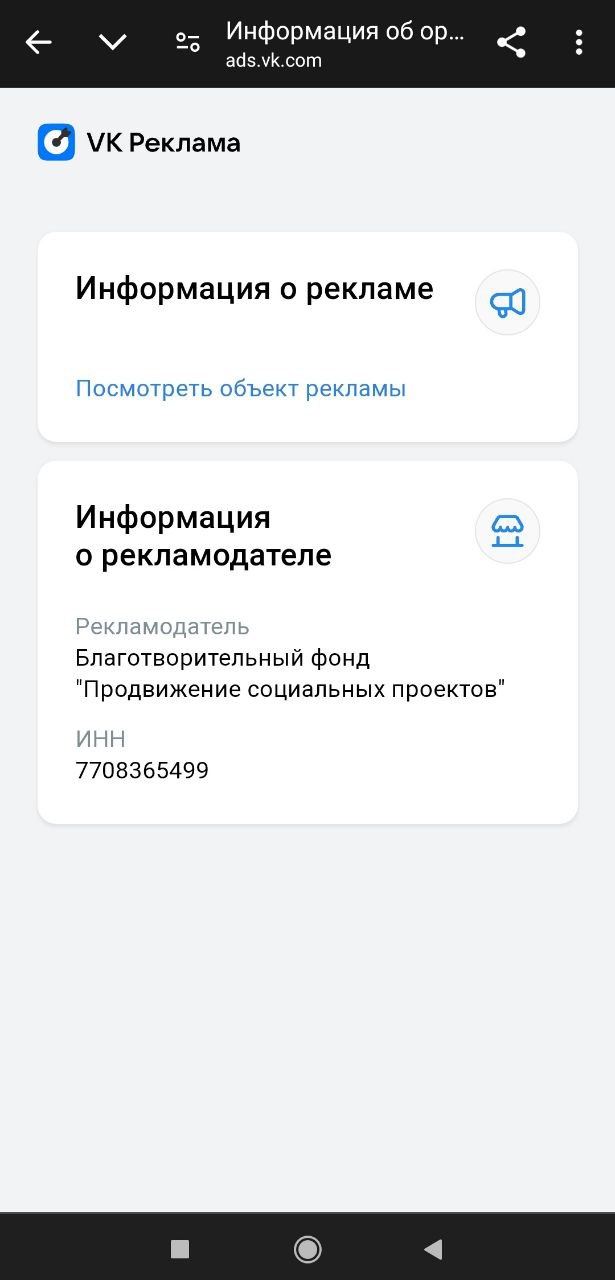 Информация об ор...
ads.vk.com
VK Реклама
Информация о рекламе
Посмотреть объект рекламы
Информация
о рекламодателе
Рекламодатель
Благотворительный фонд
"Продвижение социальных проектов"
ИНН
7708365499